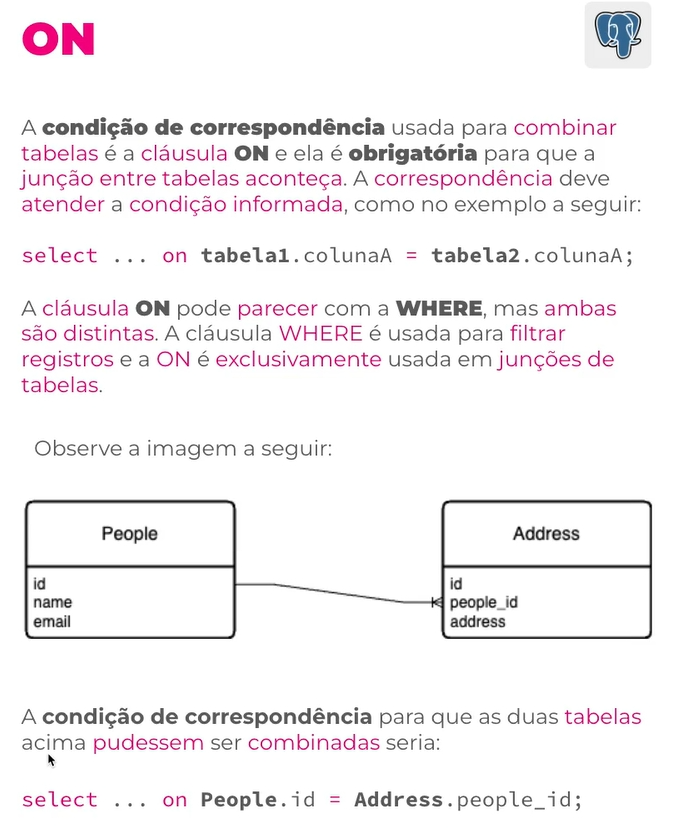 ON
A condição de correspondência usada para combinar
tabelas é a cláusula ON e ela é obrigatória para que a
junção entre tabelas aconteça. A correspondência deve
atender a condição informada, como no exemplo a seguir:
select ... on tabela1.colunaA = tabela2.colunaA;
A cláusula ON pode parecer com a WHERE, mas ambas
são distintas. A cláusula WHERE é usada para filtrar
registros e a ON é exclusivamente usada em junções de
tabelas.
Observe a imagem a seguir:
People
id
name
email
Address
id
people_id
address
A condição de correspondência para que as duas tabelas
acima pudessem ser combinadas seria:
select ... on People.id = Address.people_id;